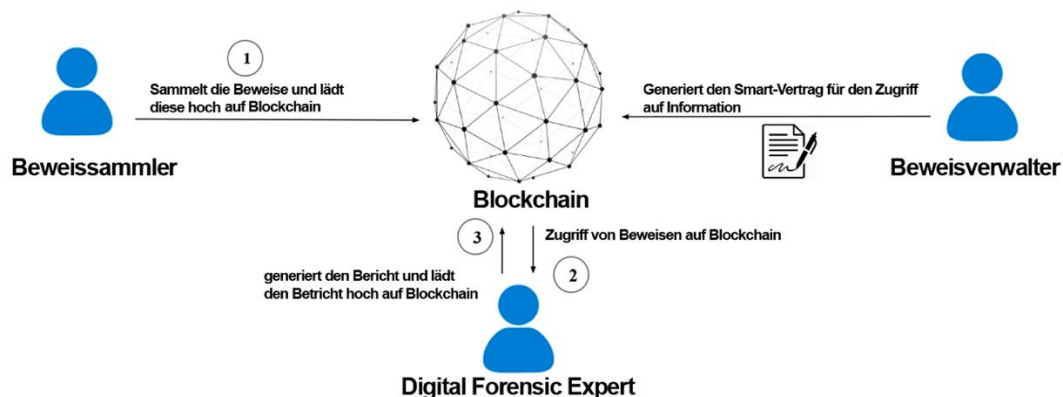 1
Sammelt die Beweise und lädt
diese hoch auf Blockchain
Beweissammler
Blockchain
Generiert den Smart-Vertrag für den Zugriff
auf Information
Beweisverwalter
3
Zugriff von Beweisen auf Blockchain
2
generiert den Bericht und lädt
den Betricht hoch auf Blockchain
Digital Forensic Expert